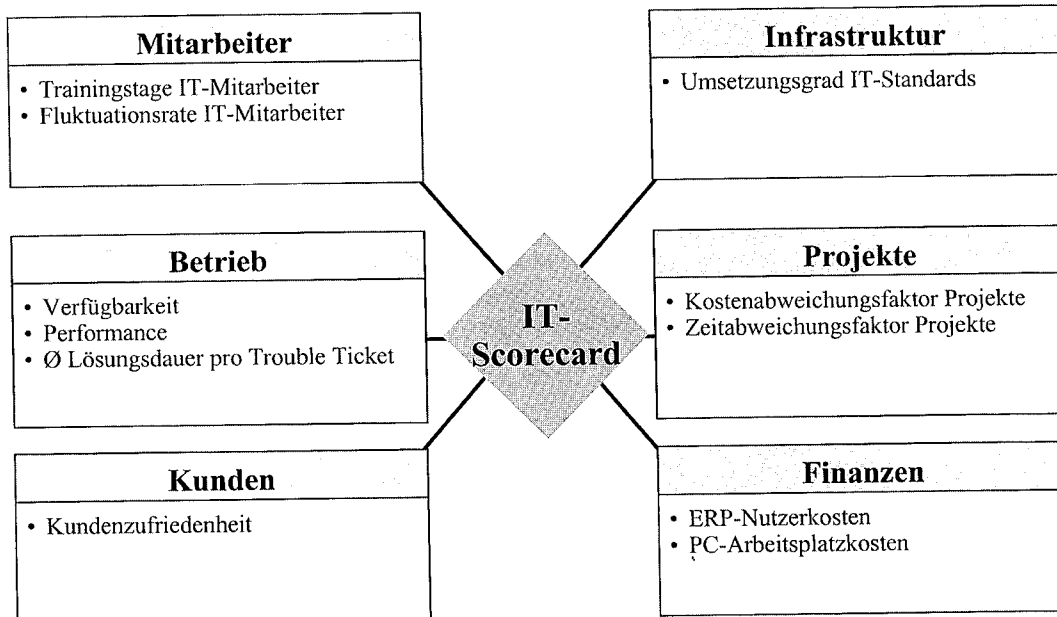 Mitarbeiter
• Trainingstage IT-Mitarbeiter
• Fluktuationsrate IT-Mitarbeiter
Infrastruktur
• Umsetzungsgrad IT-Standards
Betrieb
• Verfügbarkeit
• Performance
• Ø Lösungsdauer pro Trouble Ticket
IT-
Scorecard
Projekte
• Kostenabweichungsfaktor Projekte
• Zeitabweichungsfaktor Projekte
Kunden
• Kundenzufriedenheit
Finanzen
• ERP-Nutzerkosten
• PC-Arbeitsplatzkosten